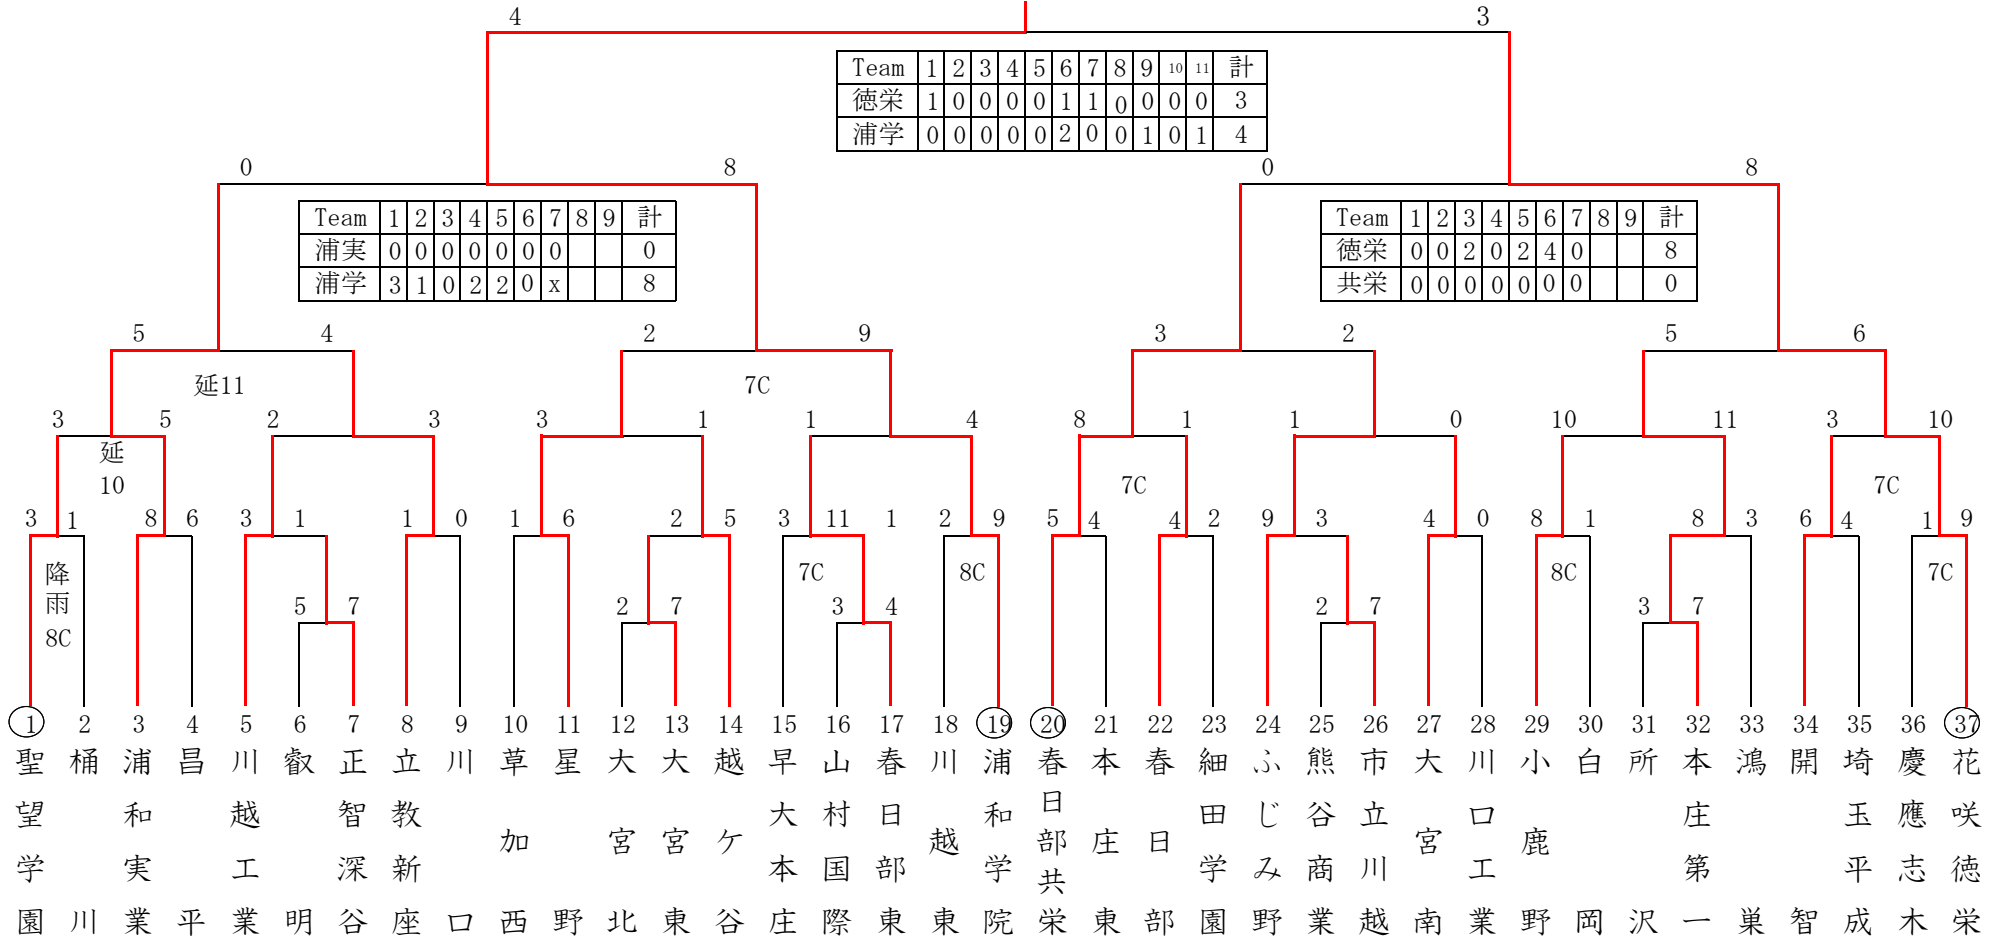 4 3
Team 1 2 3 4 5 6 7 8 9 10 11 計
徳栄 1 0 0 0 0 1 1 0 0 0 0 3
浦学 0 0 0 0 0 2 0 0 1 0 1 4
0 8 0 8
Team 1 2 3 4 5 6 7 8 9 計
浦実 0 0 0 0 0 0 0 0
浦学 3 1 0 2 2 0 x 8
Team 1 2 3 4 5 6 7 8 9 計
徳栄 0 0 2 0 2 4 0 8
共栄 0 0 0 0 0 0 0 0
5 4 2 9 3 2 5 6
延11 7C
3 5 2 3 3 1 1 4 8 1 1 0 10 11 3 10
延
10 7C 7C
3 1 8 6 3 1 1 0 1 6 2 5 3 11 1 2 9 5 4 4 2 9 3 4 0 8 1 8 3 6 4 1 9
降
雨
8C
7C 8C 8C 7C
5 7 2 7 3 4 2 7 3 7
1 2 3 4 5 6 7 8 9 10 11 12 13 14 15 16 17 18 19 20 21 22 23 24 25 26 27 28 29 30 31 32 33 34 35 36 37
聖望学園
桶川
浦和実業
昌平
川越工業
叡明
正智深谷
立教新座
川口
草加西
星野
大宮北
大宮東
越ケ谷
早大本庄
山村国際
春日部東
川越東
浦和学院
春日部共栄
本庄東
春日部
細田学園
ふじみ野
熊谷商業
市立川越
大宮南
川口工業
小鹿野
白岡
所沢
本庄第一
鴻巣
開智
埼玉平成
慶應志木
花咲徳栄